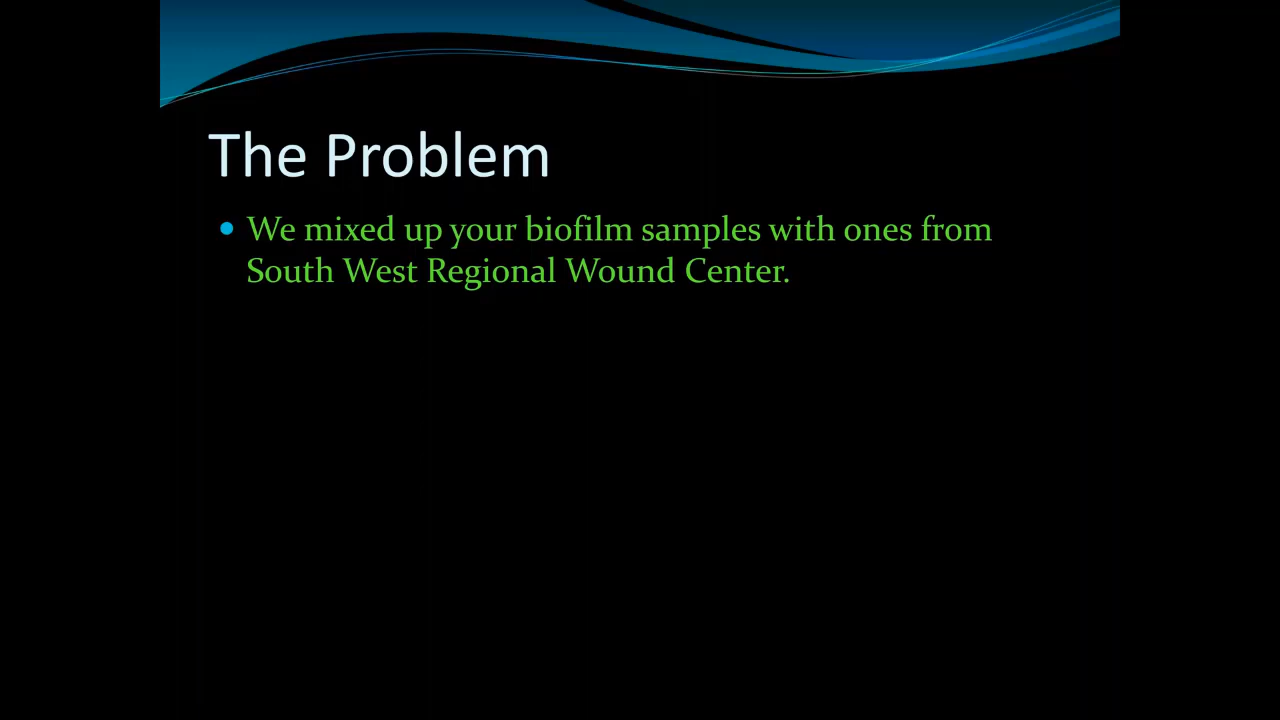 The Problem
We mixed up your biofilm samples with ones from
South West Regional Wound Center.